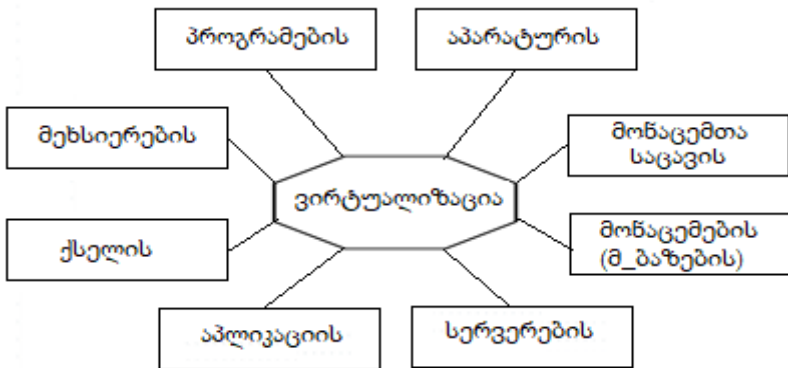 პროგრამების
აპარატურის
მეხსიერების
მონაცემთა
საცავის
ვირტუალიზაცია
ქსელის
მონაცემების
(მ_ბაზების)
აპლიკაციის
სერვერების